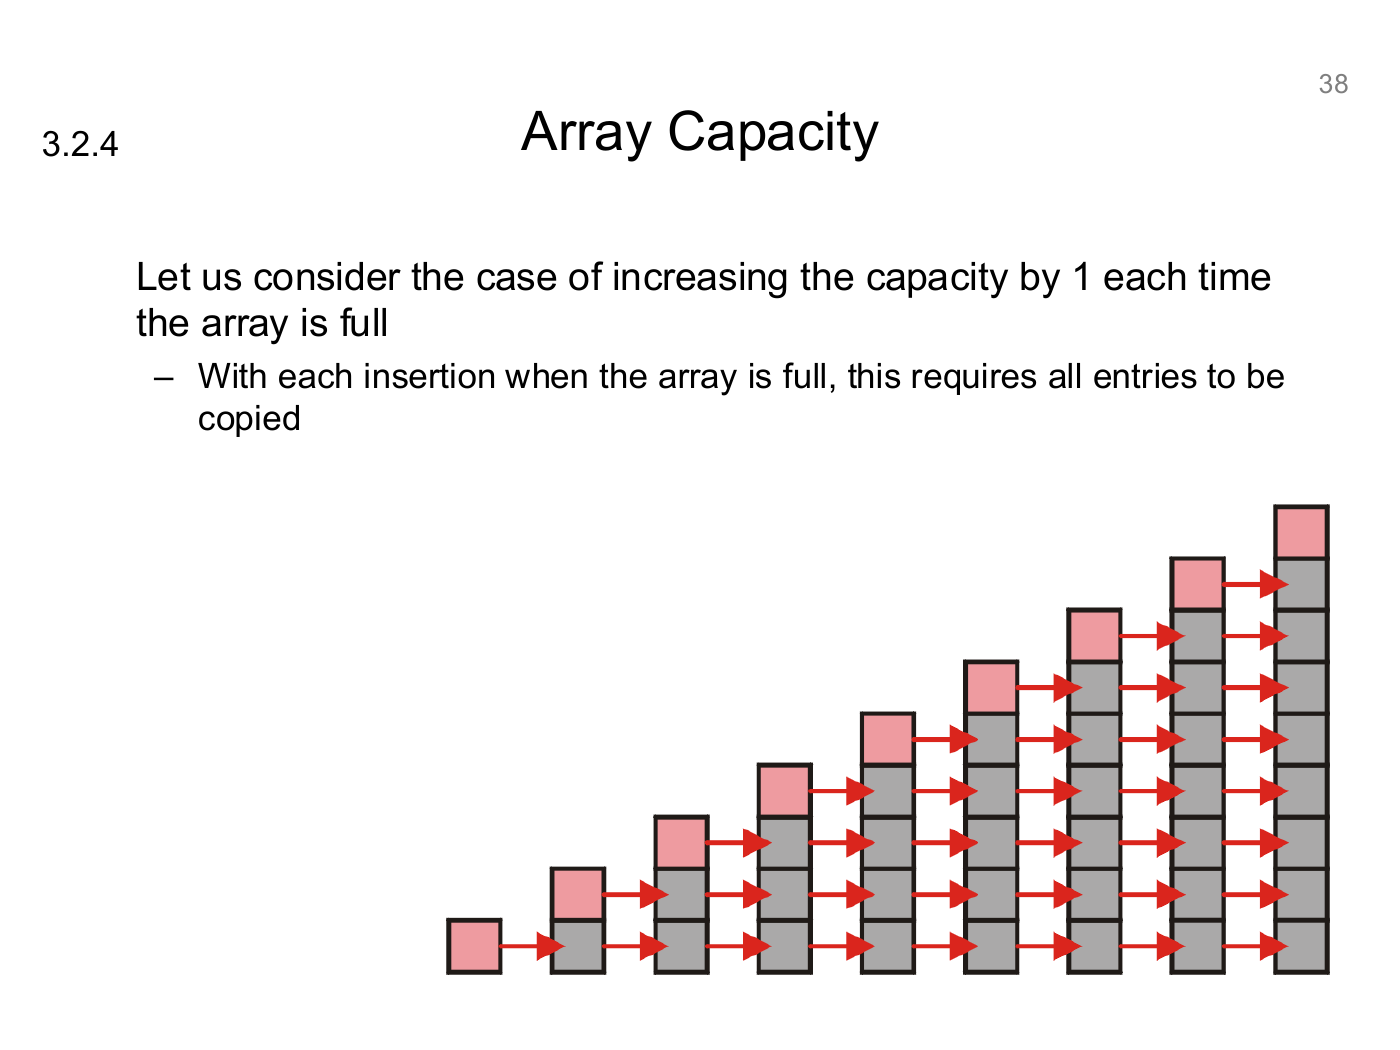 38
3.2.4
Array Capacity
Let us consider the case of increasing the capacity by 1 each time
the array is full
– With each insertion when the array is full, this requires all entries to be
copied